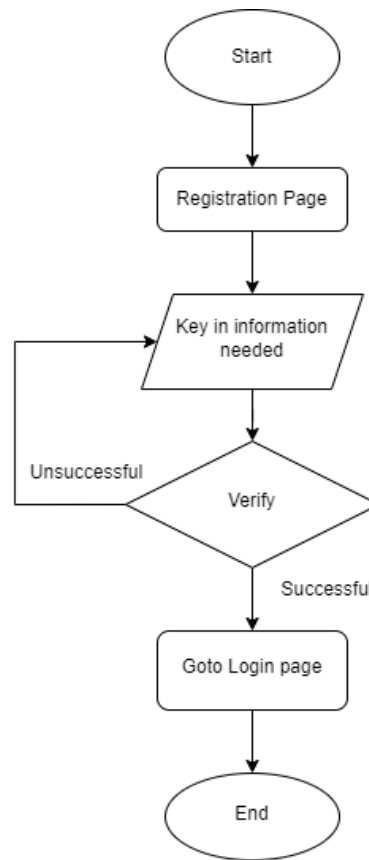 Start
Registration Page
Key in information
needed
Unsuccessful
Verify
Successful
Goto Login page
End